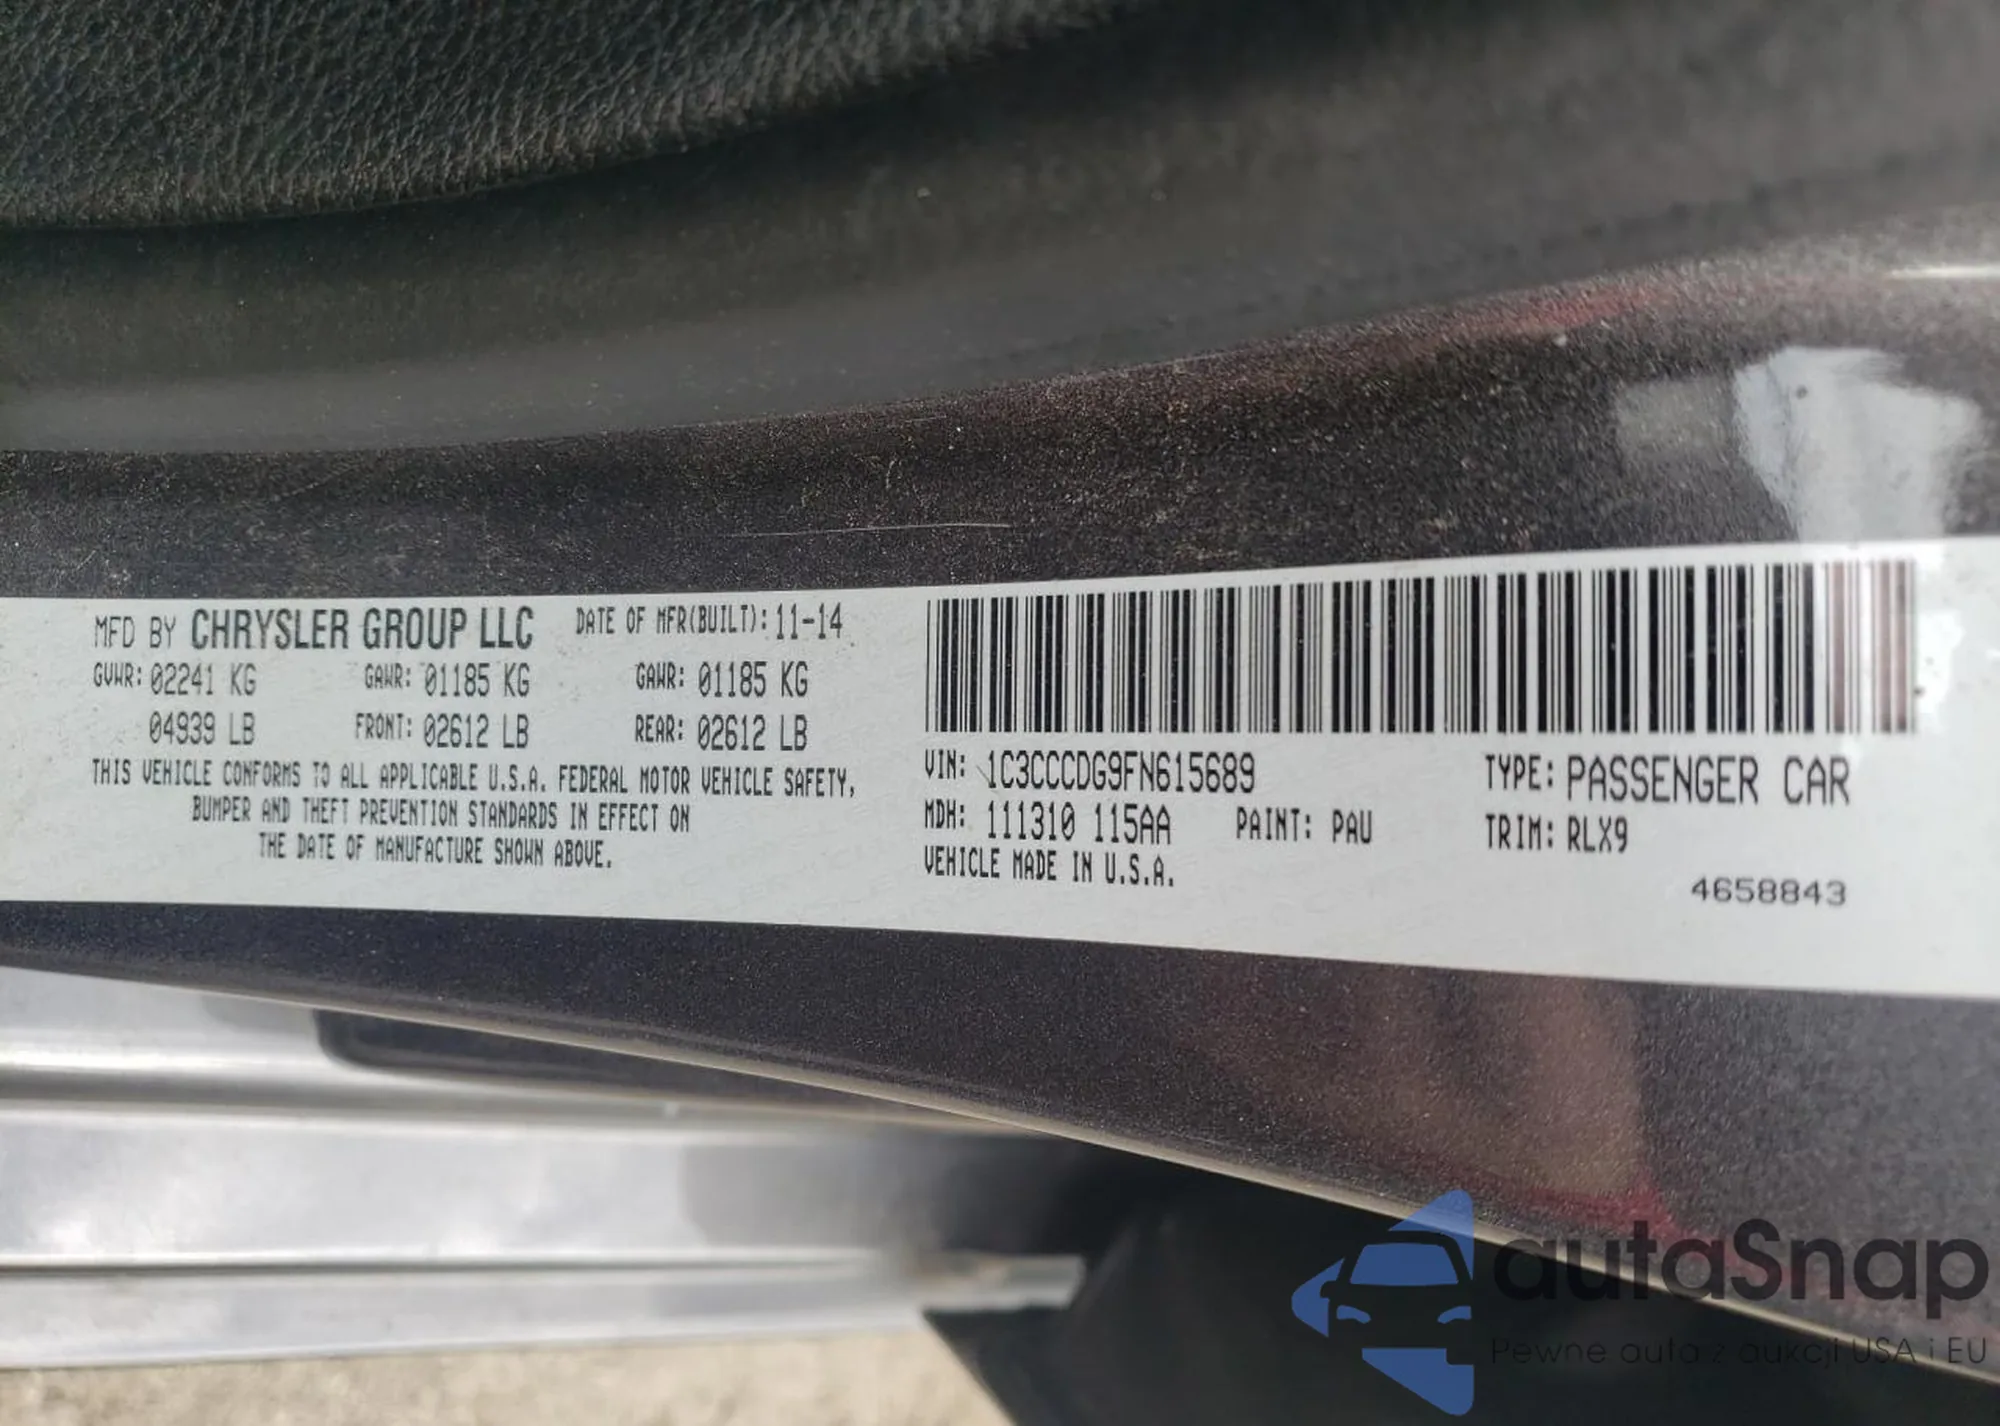 MFD BY CHRYSLER GROUP LLC DATE OF MFR(BUILT): 11-14
GVWR: 02241 KG GAWR: 01185 KG GAWR: 01185 KG
04939 LB FRONT: 02612 LB REAR: 02612 LB
THIS VEHICLE CONFORMS TO ALL APPLICABLE U.S.A. FEDERAL MOTOR VEHICLE SAFETY,
BUMPER AND THEFT PREVENTION STANDARDS IN EFFECT ON
THE DATE OF MANUFACTURE SHOWN ABOVE.
VIN: 1C3CCCDG9FN615689 TYPE: PASSENGER CAR
MDH: 111310 115AA PAINT: PAU TRIM: RLX9
VEHICLE MADE IN U.S.A.
4658843
autaSnap
Pewne auta z aukcji USA i EU